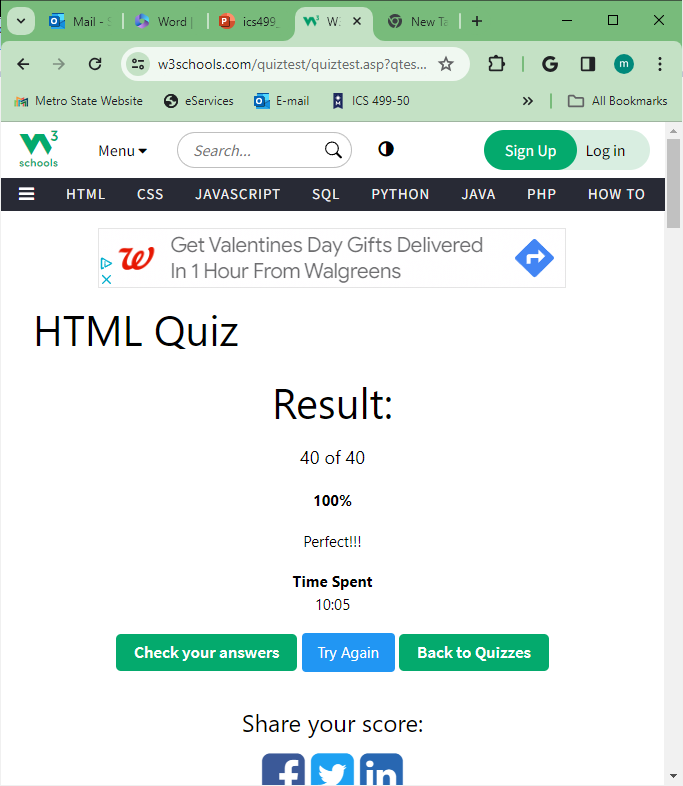 Mail - S
Word |
ics499_
W3
New Ta
w3schools.com/quiztest/quiztest.asp?qtes...
m
Metro State Website
eServices
E-mail
ICS 499-50
»
All Bookmarks
W3
schools
Menu
Search...
Sign Up
Log in
HTML CSS JAVASCRIPT SQL PYTHON JAVA PHP HOW TO
Get Valentines Day Gifts Delivered
In 1 Hour From Walgreens
HTML Quiz
Result:
40 of 40
100%
Perfect!!!
Time Spent
10:05
Check your answers
Try Again
Back to Quizzes
Share your score: